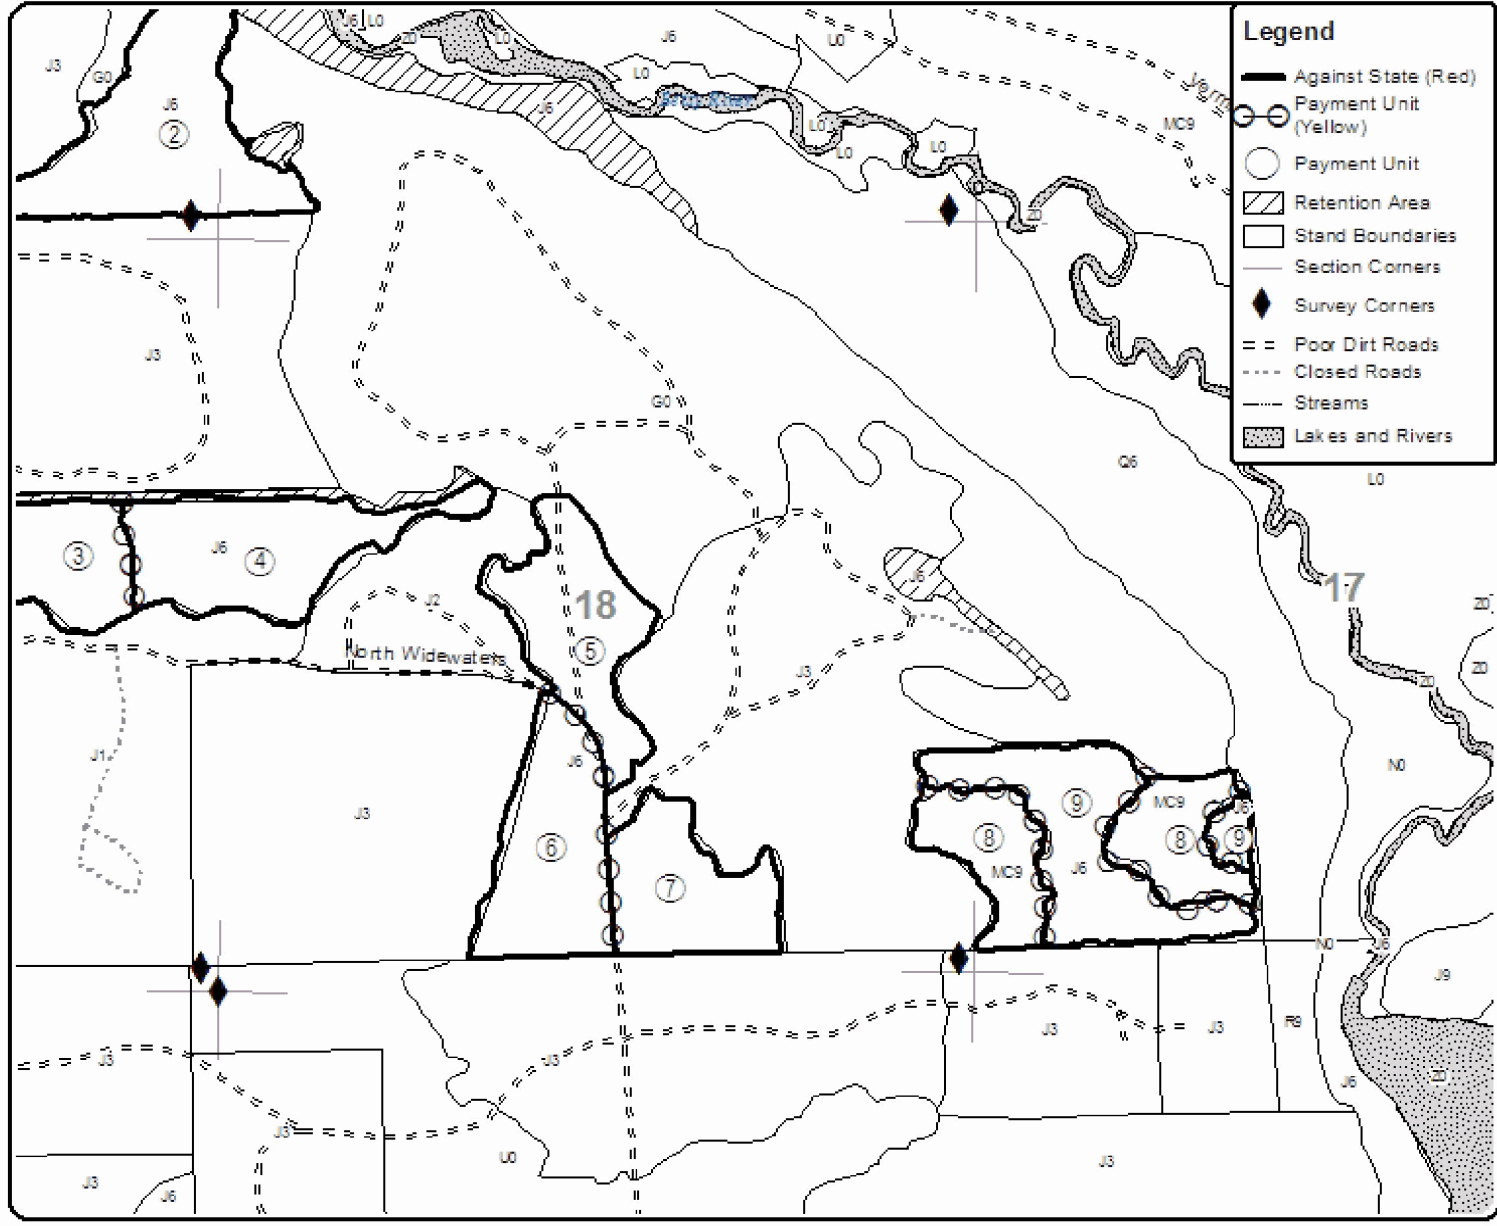 J6
L0
Z0
L0
J6
U0
L0
J3
G0
J6
J6
2
L0
L0
L0
MC9
Z0
Legend
Against State (Red)
Payment Unit
(Yellow)
Payment Unit
Retention Area
Stand Boundaries
Section Corners
Survey Corners
Poor Dirt Roads
Closed Roads
Streams
Lakes and Rivers
J3
G0
Q6
L0
3
J6
4
J6
17
18
J2
Z0
North Widewaters
5
J3
Z0
Z0
J1
J6
N0
J3
9
MC9
J6
6
8
8
9
J6
MC9
7
N0
J6
J9
J3
J3
R9
J3
J3
Z0
J6
J3
U0
J3
J3
J6